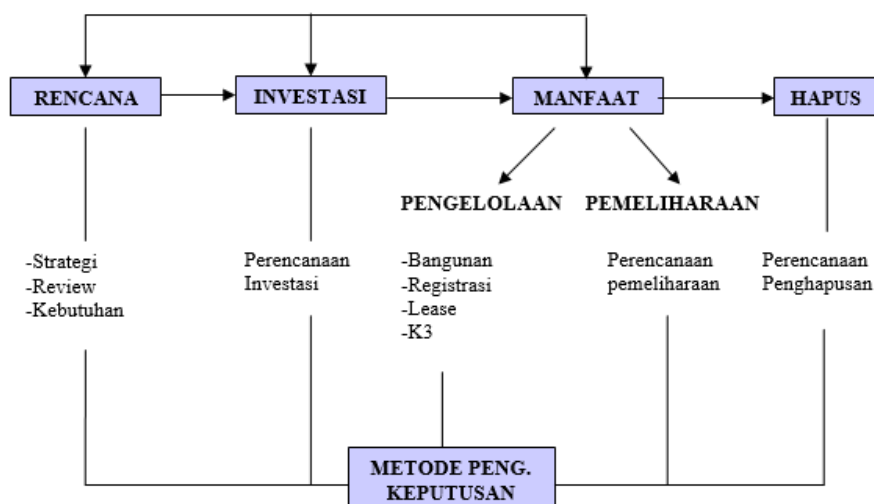 RENCANA
INVESTASI
MANFAAT
HAPUS
PENGELOLAAN
PEMELIHARAAN
-Strategi
-Review
-Kebutuhan
Perencanaan
Investasi
-Bangunan
-Registrasi
-Lease
-K3
Perencanaan
pemeliharaan
Perencanaan
Penghapusan
METODE PENG.
KEPUTUSAN